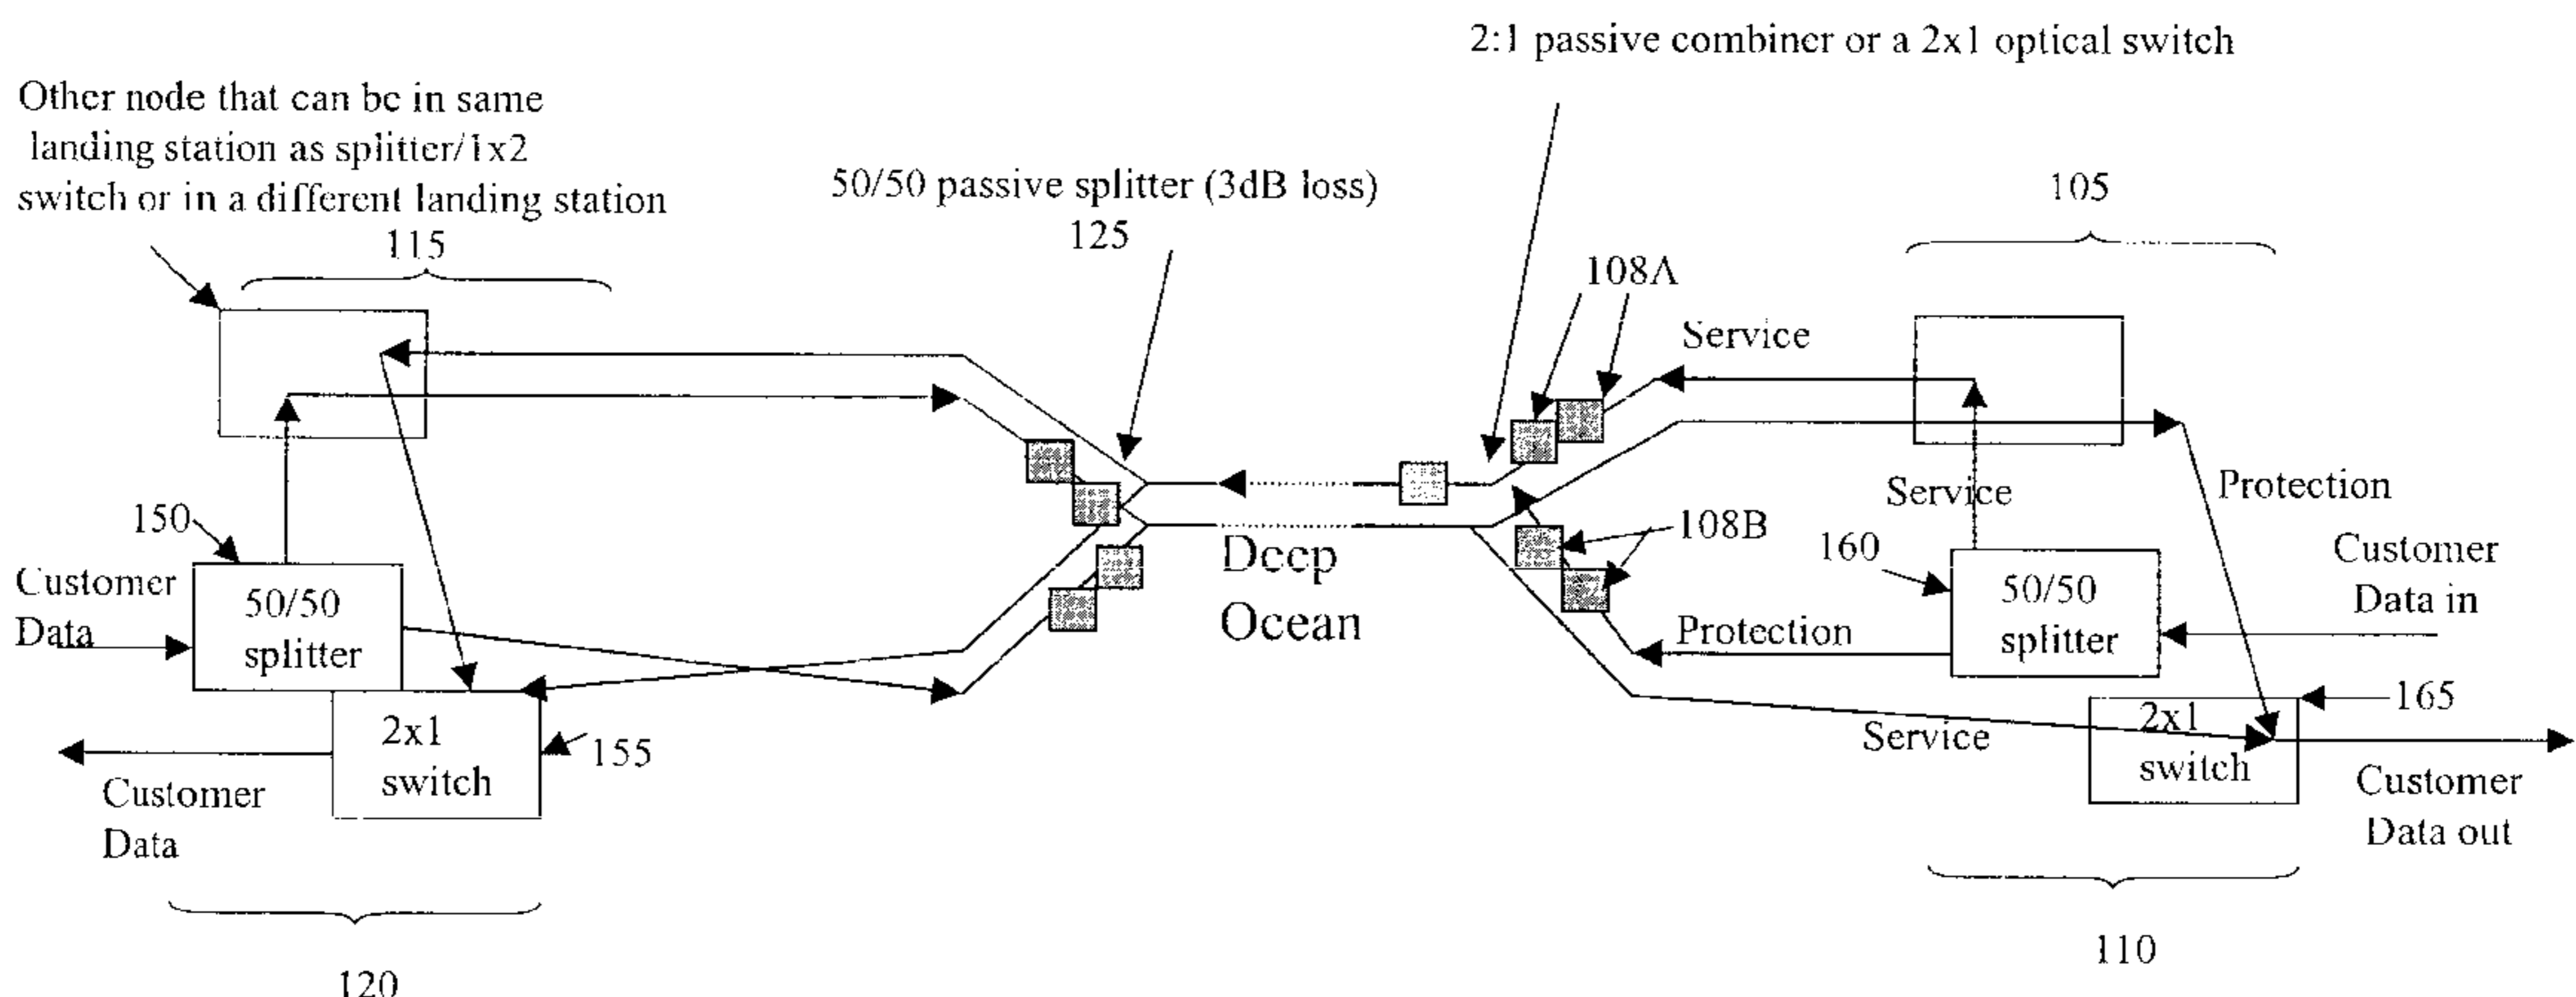 2:1 passive combiner or a 2x1 optical switch
Other node that can be in same
landing station as splitter/1x2
switch or in a different landing station
115
50/50 passive splitter (3dB loss)
125
105
108A
Service
Service
Protection
150
Customer
Data
50/50
splitter
Deep
Ocean
108B
160
50/50
splitter
Customer
Data in
Protection
165
2x1
switch
155
Customer
Data
Service
2x1
switch
Customer
Data out
120
110